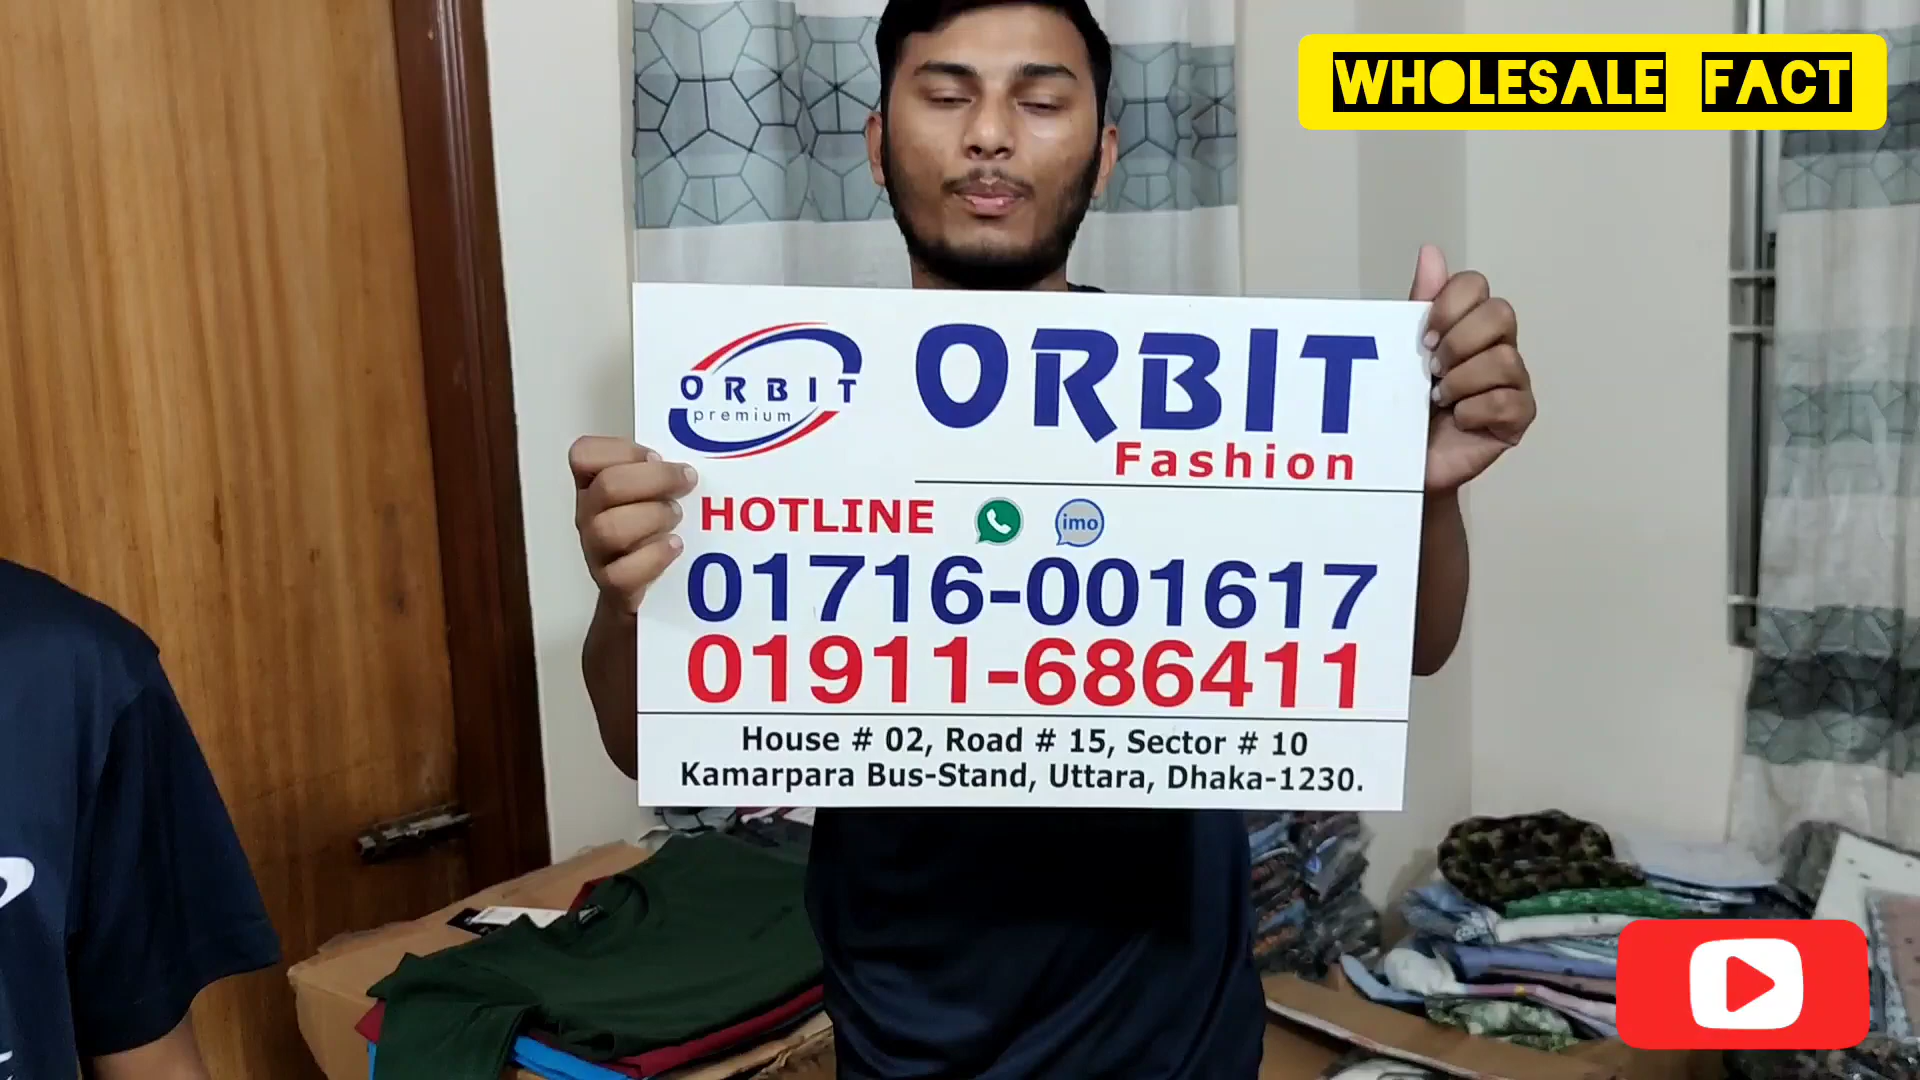 WHOLESALE FACT
ORBIT
premium
ORBIT
Fashion
HOTLINE
imo
01716-001617
01911-686411
House # 02, Road # 15, Sector # 10
Kamarpara Bus-Stand, Uttara, Dhaka-1230.